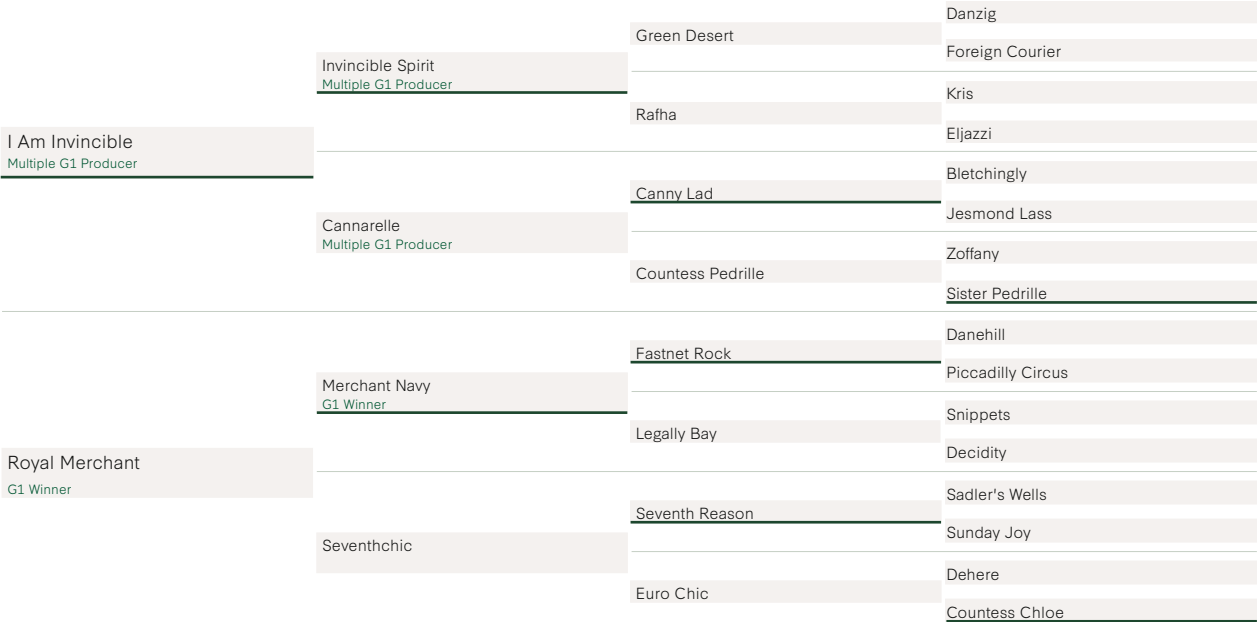 Danzig
Green Desert
Foreign Courier
Invincible Spirit
Multiple G1 Producer
Kris
Rafha
Eljazzi
I Am Invincible
Multiple G1 Producer
Bletchingly
Canny Lad
Jesmond Lass
Cannarelle
Multiple G1 Producer
Zoffany
Countess Pedrille
Sister Pedrille
Danehill
Fastnet Rock
Piccadilly Circus
Merchant Navy
G1 Winner
Snippets
Legally Bay
Decidity
Royal Merchant
G1 Winner
Sadler's Wells
Seventh Reason
Sunday Joy
Seventhchic
Dehere
Euro Chic
Countess Chloe